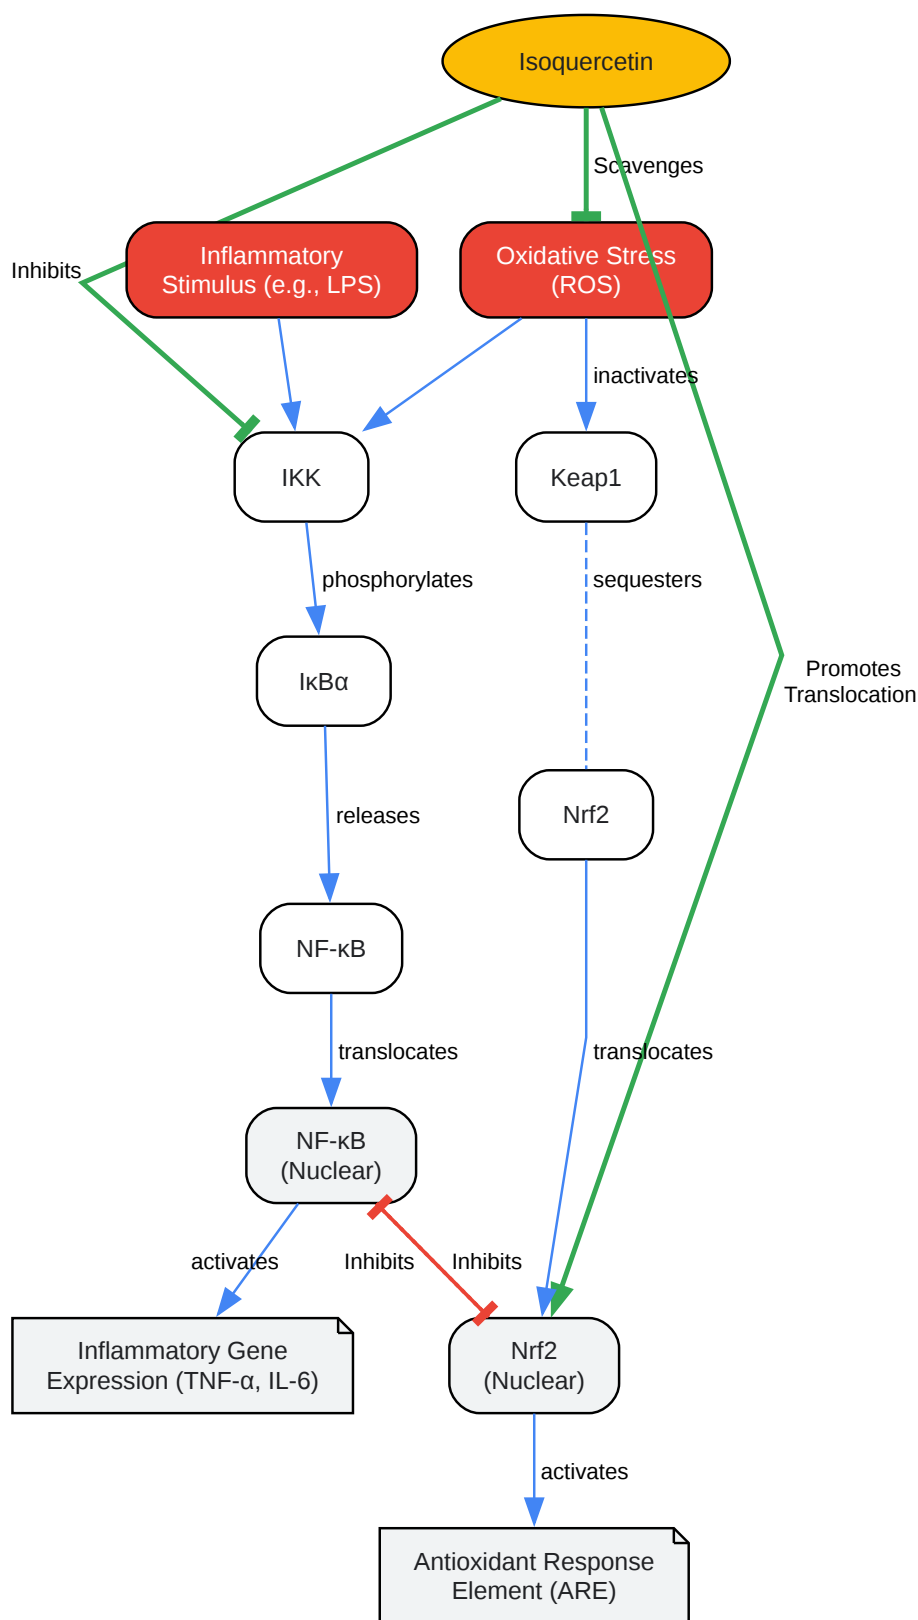 Isoquercetin
Scavenges
Inflammatory
Stimulus (e.g., LPS)
Oxidative Stress
(ROS)
Inhibits
inactivates
IKK
Keap1
phosphorylates
sequesters
IκBα
Promotes
Translocation
releases
Nrf2
NF-κB
translocates
translocates
NF-κB
(Nuclear)
activates
Inhibits
Inhibits
Inflammatory Gene
Expression (TNF-α, IL-6)
Nrf2
(Nuclear)
activates
Antioxidant Response
Element (ARE)